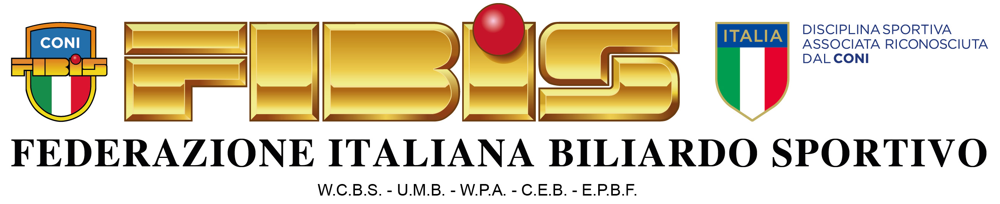 CONI
FIBiS
FIBiS
ITALIA
DISCIPLINA SPORTIVA
ASSOCIATA RICONOSCIUTA
DAL CONI
FEDERAZIONE ITALIANA BILIARDO SPORTIVO
W.C.B.S. - U.M.B. - W.P.A. - C.E.B. - E.P.B.F.